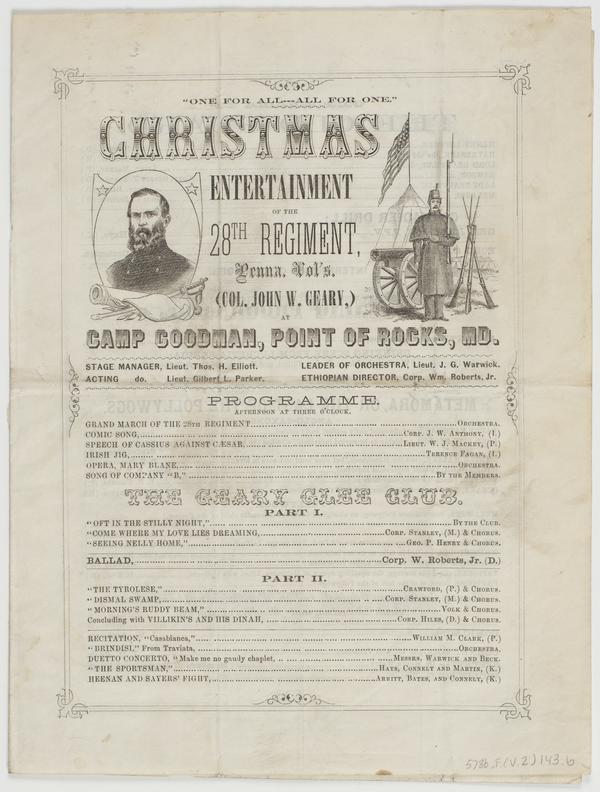 "ONE FOR ALL---ALL FOR ONE."
CHRISTMAS
ENTERTAINMENT
OF THE
28TH REGIMENT,
Penna. Vol's.
(COL. JOHN W. GEARY,)
AT
CAMP GOODMAN, POINT OF ROCKS, MD.
STAGE MANAGER, Lieut. Thos. H. Elliott. LEADER OF ORCHESTRA, Lieut. J. G. Warwick.
ACTING do. Lieut. Gilbert L. Parker. ETHIOPIAN DIRECTOR, Corp. Wm. Roberts, Jr.
PROGRAMME.
AFTERNOON AT THREE O'CLOCK.
GRAND MARCH OF THE 28TH REGIMENT, ORCHESTRA.
COMIC SONG, CORP. J. W. ANTHONY, (I.)
SPEECH OF CASSIUS AGAINST CÆSAR, LIEUT. W. J. MACKEY, (P.)
IRISH JIG, TERENCE FAGAN, (I.)
OPERA, MARY BLANE, ORCHESTRA.
SONG OF COMPANY "B," BY THE MEMBERS.
THE GEARY GLEE CLUB.
PART I.
"OFT IN THE STILLY NIGHT," BY THE CLUB.
"COME WHERE MY LOVE LIES DREAMING, CORP. STANLEY, (M.) & CHORUS.
"SEEING NELLY HOME," GEO. P. HENRY & CHORUS.
BALLAD, Corp. W. Roberts, Jr. (D.)
PART II.
"THE TYROLESE," CRAWFORD, (P.) & CHORUS.
"DISMAL SWAMP, CORP. STANLEY, (M.) & CHORUS.
"MORNING'S RUDDY BEAM," VOLK & CHORUS.
Concluding with VILLIKIN'S AND HIS DINAH, CORP. HILES, (D.) & CHORUS.
RECITATION, "Casabianca," WILLIAM M. CLARK, (P.)
"BRINDISI," From Traviata, ORCHESTRA.
DUETTO CONCERTO, "Make me no gaudy chaplet, MESSRS. WARWICK AND BECK.
"THE SPORTSMAN," HAYS, CONNELY AND MARTIN, (K.)
HEENAN AND SAYERS' FIGHT, ARBITT, BATES, AND CONNELY, (K.)
5786.F.(V.2)143.b